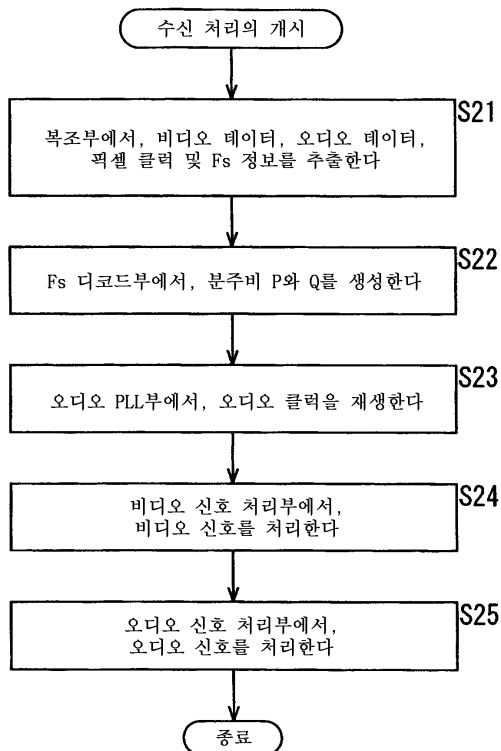 수신 처리의 개시
S21
복조부에서, 비디오 데이터, 오디오 데이터,
픽셀 클럭 및 Fs 정보를 추출한다
S22
Fs 디코드부에서, 분주비 P와 Q를 생성한다
S23
오디오 PLL부에서, 오디오 클럭을 재생한다
S24
비디오 신호 처리부에서,
비디오 신호를 처리한다
S25
오디오 신호 처리부에서,
오디오 신호를 처리한다
종료